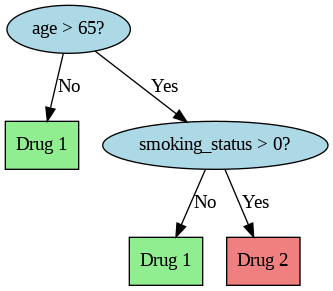 age > 65?
No
Yes
Drug 1
smoking_status > 0?
No
Yes
Drug 1
Drug 2